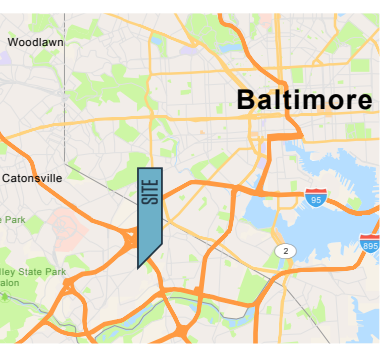 Woodlawn
Baltimore
SITE
Catonsville
95
e Park
895
2
lley State Park
alon